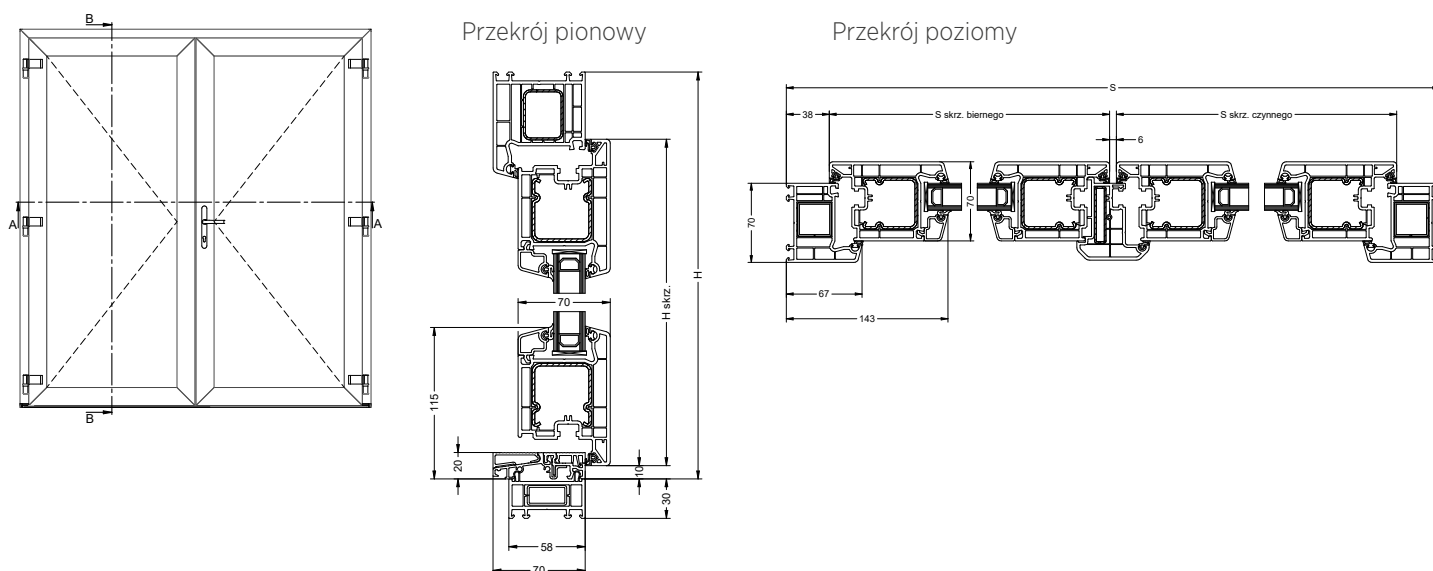 B
A
A
B
Przekrój pionowy
H
H skrz.
70
115
20
10
30
58
70
Przekrój poziomy
S
38
S skrz. biernego
S skrz. czynnego
6
70
70
67
143